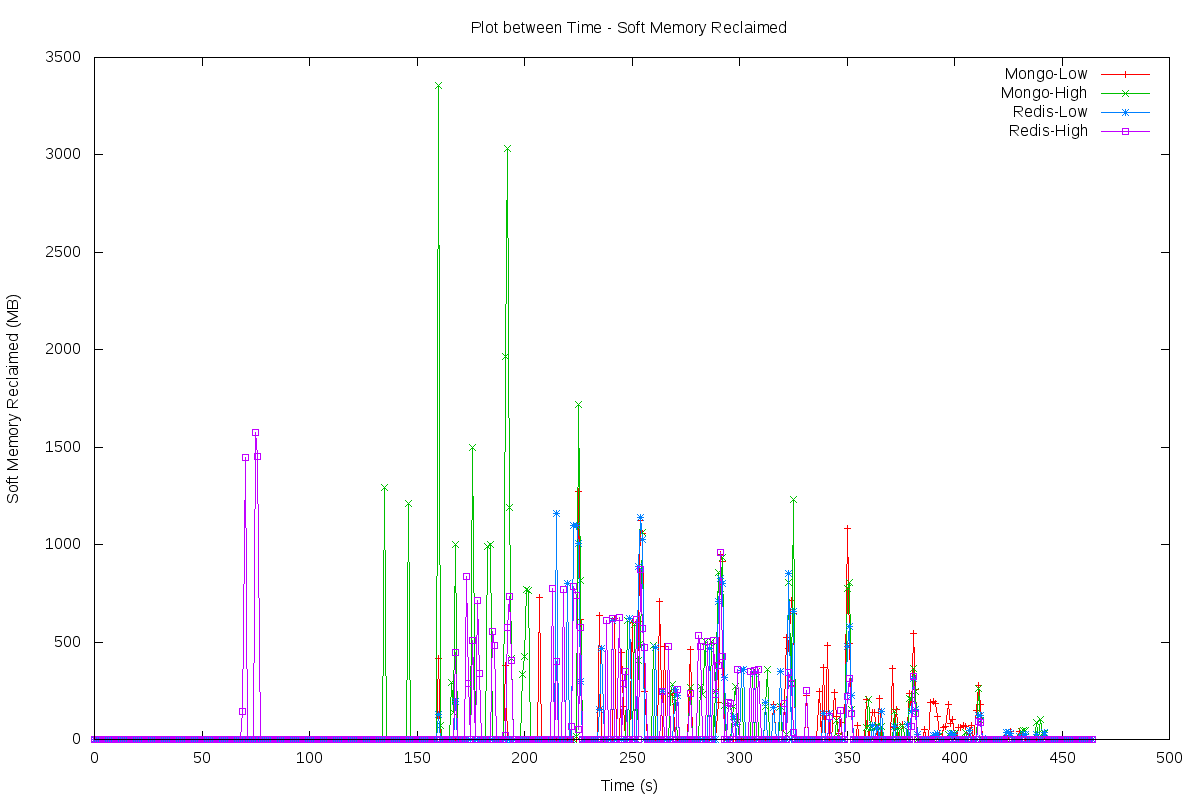 Plot between Time - Soft Memory Reclaimed
3500
3000
2500
2000
1500
1000
500
0
Soft Memory Reclaimed (MB)
Mongo-Low
Mongo-High
Redis-Low
Redis-High
0 50 100 150 200 250 300 350 400 450 500
Time (s)